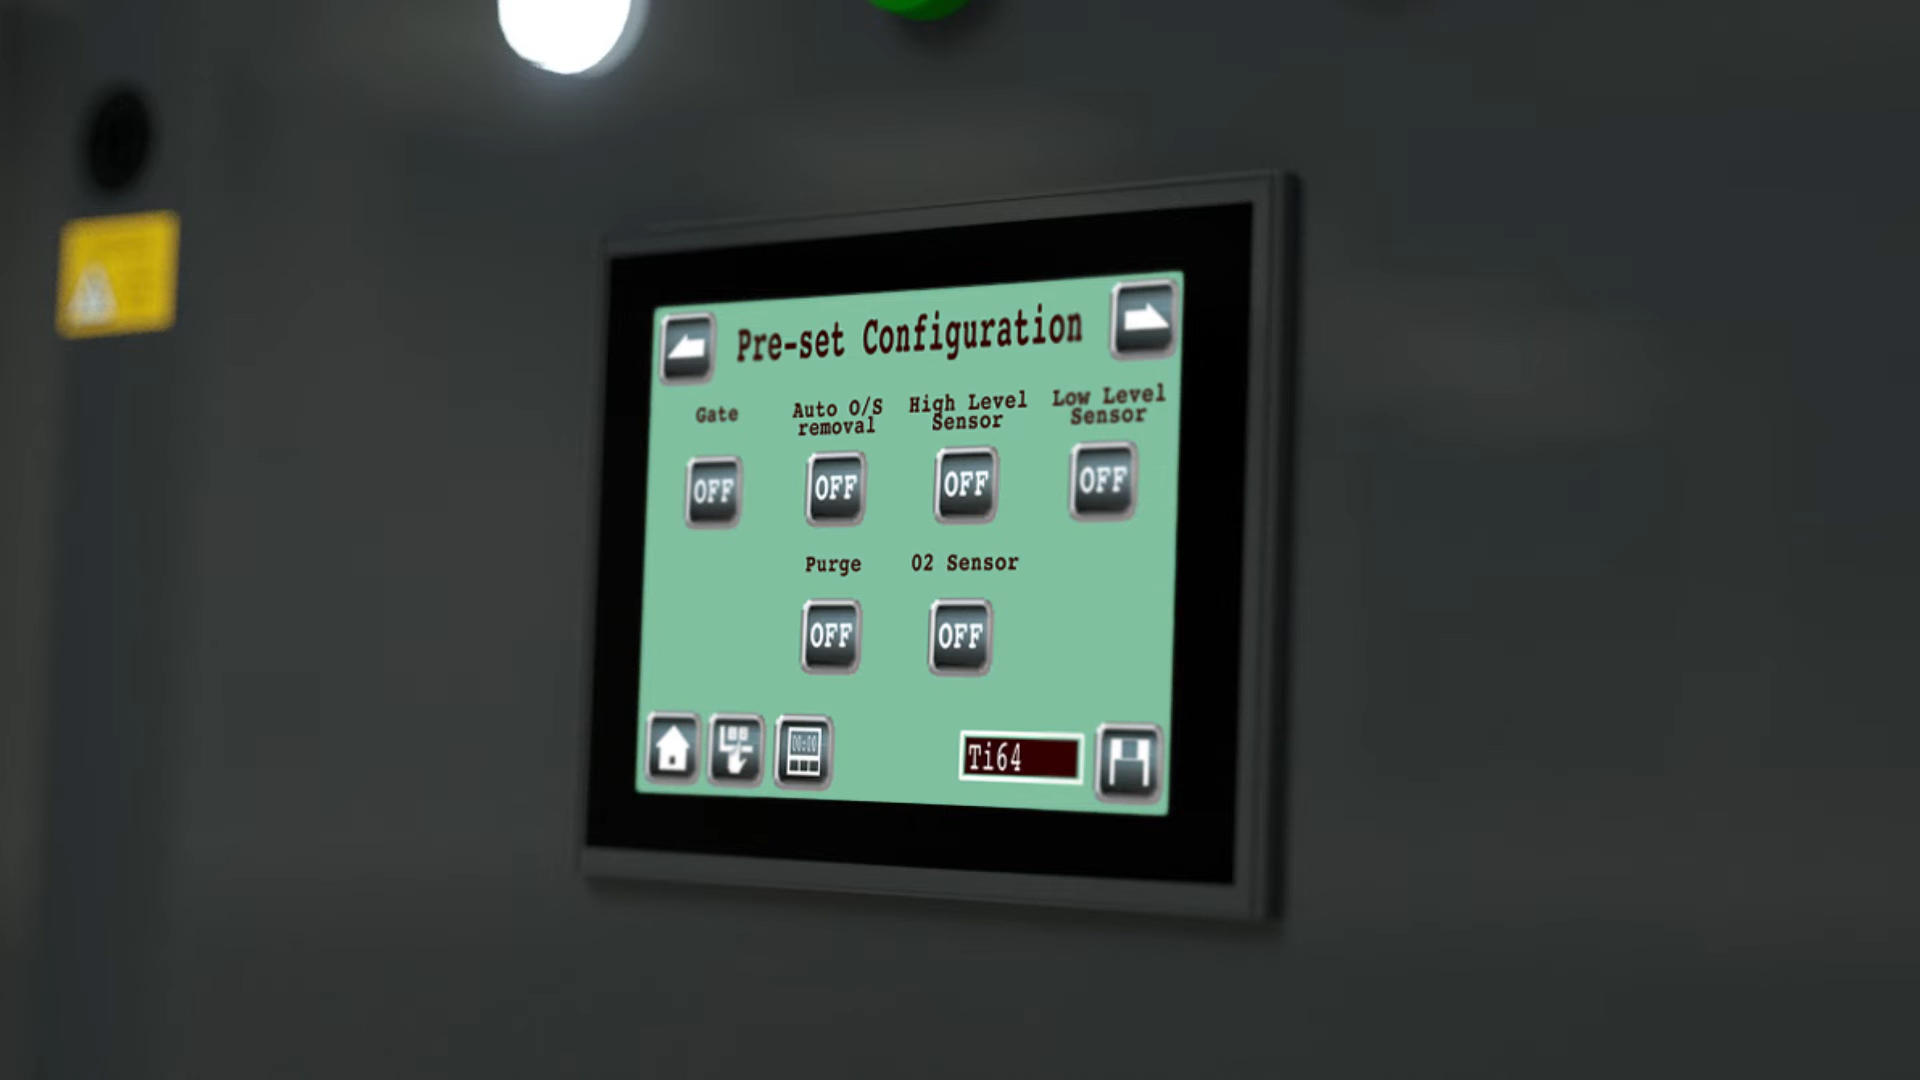 Pre-set Configuration
Gate
Auto O/S
removal
High Level
Sensor
Low Level
Sensor
OFF
OFF
OFF
OFF
Purge
O2 Sensor
OFF
OFF
Ti64